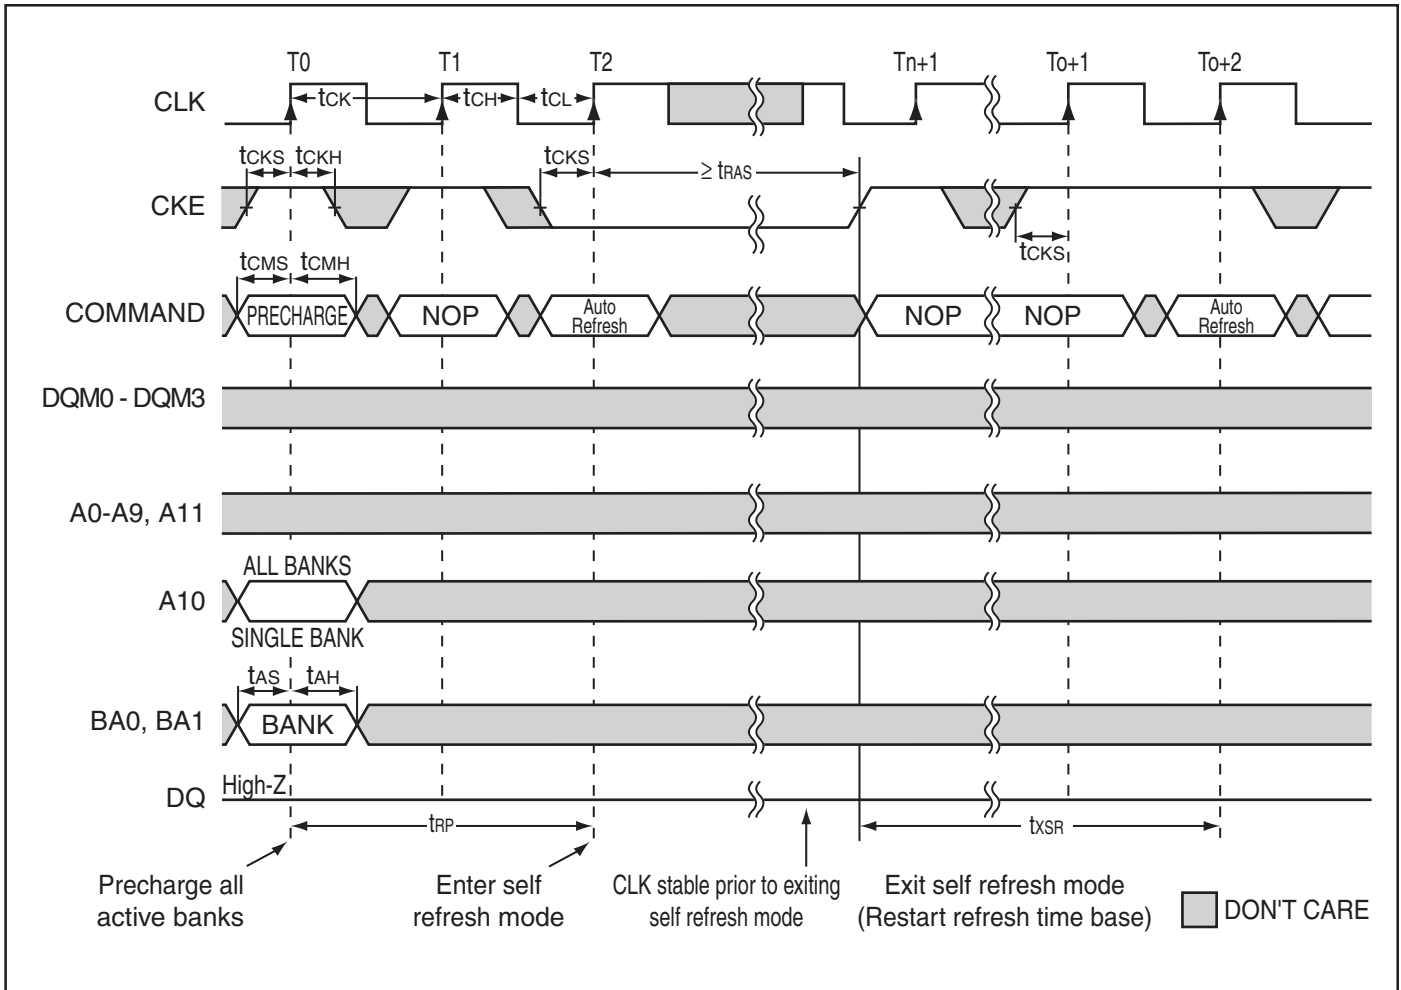 T0 T1 T2 Tn+1 To+1 To+2
CLK tCK tCH tCL
tCKS tCKH tCKS ≥ tRAS
CKE
tCKS
tCMS tCMH
COMMAND PRECHARGE NOP Auto Refresh NOP NOP Auto Refresh
DQM0 - DQM3
A0-A9, A11
ALL BANKS
A10
SINGLE BANK
tAS tAH
BA0, BA1 BANK
High-Z
DQ
tRP tXSR
Precharge all
active banks
Enter self
refresh mode
CLK stable prior to exiting
self refresh mode
Exit self refresh mode
(Restart refresh time base)
DON'T CARE